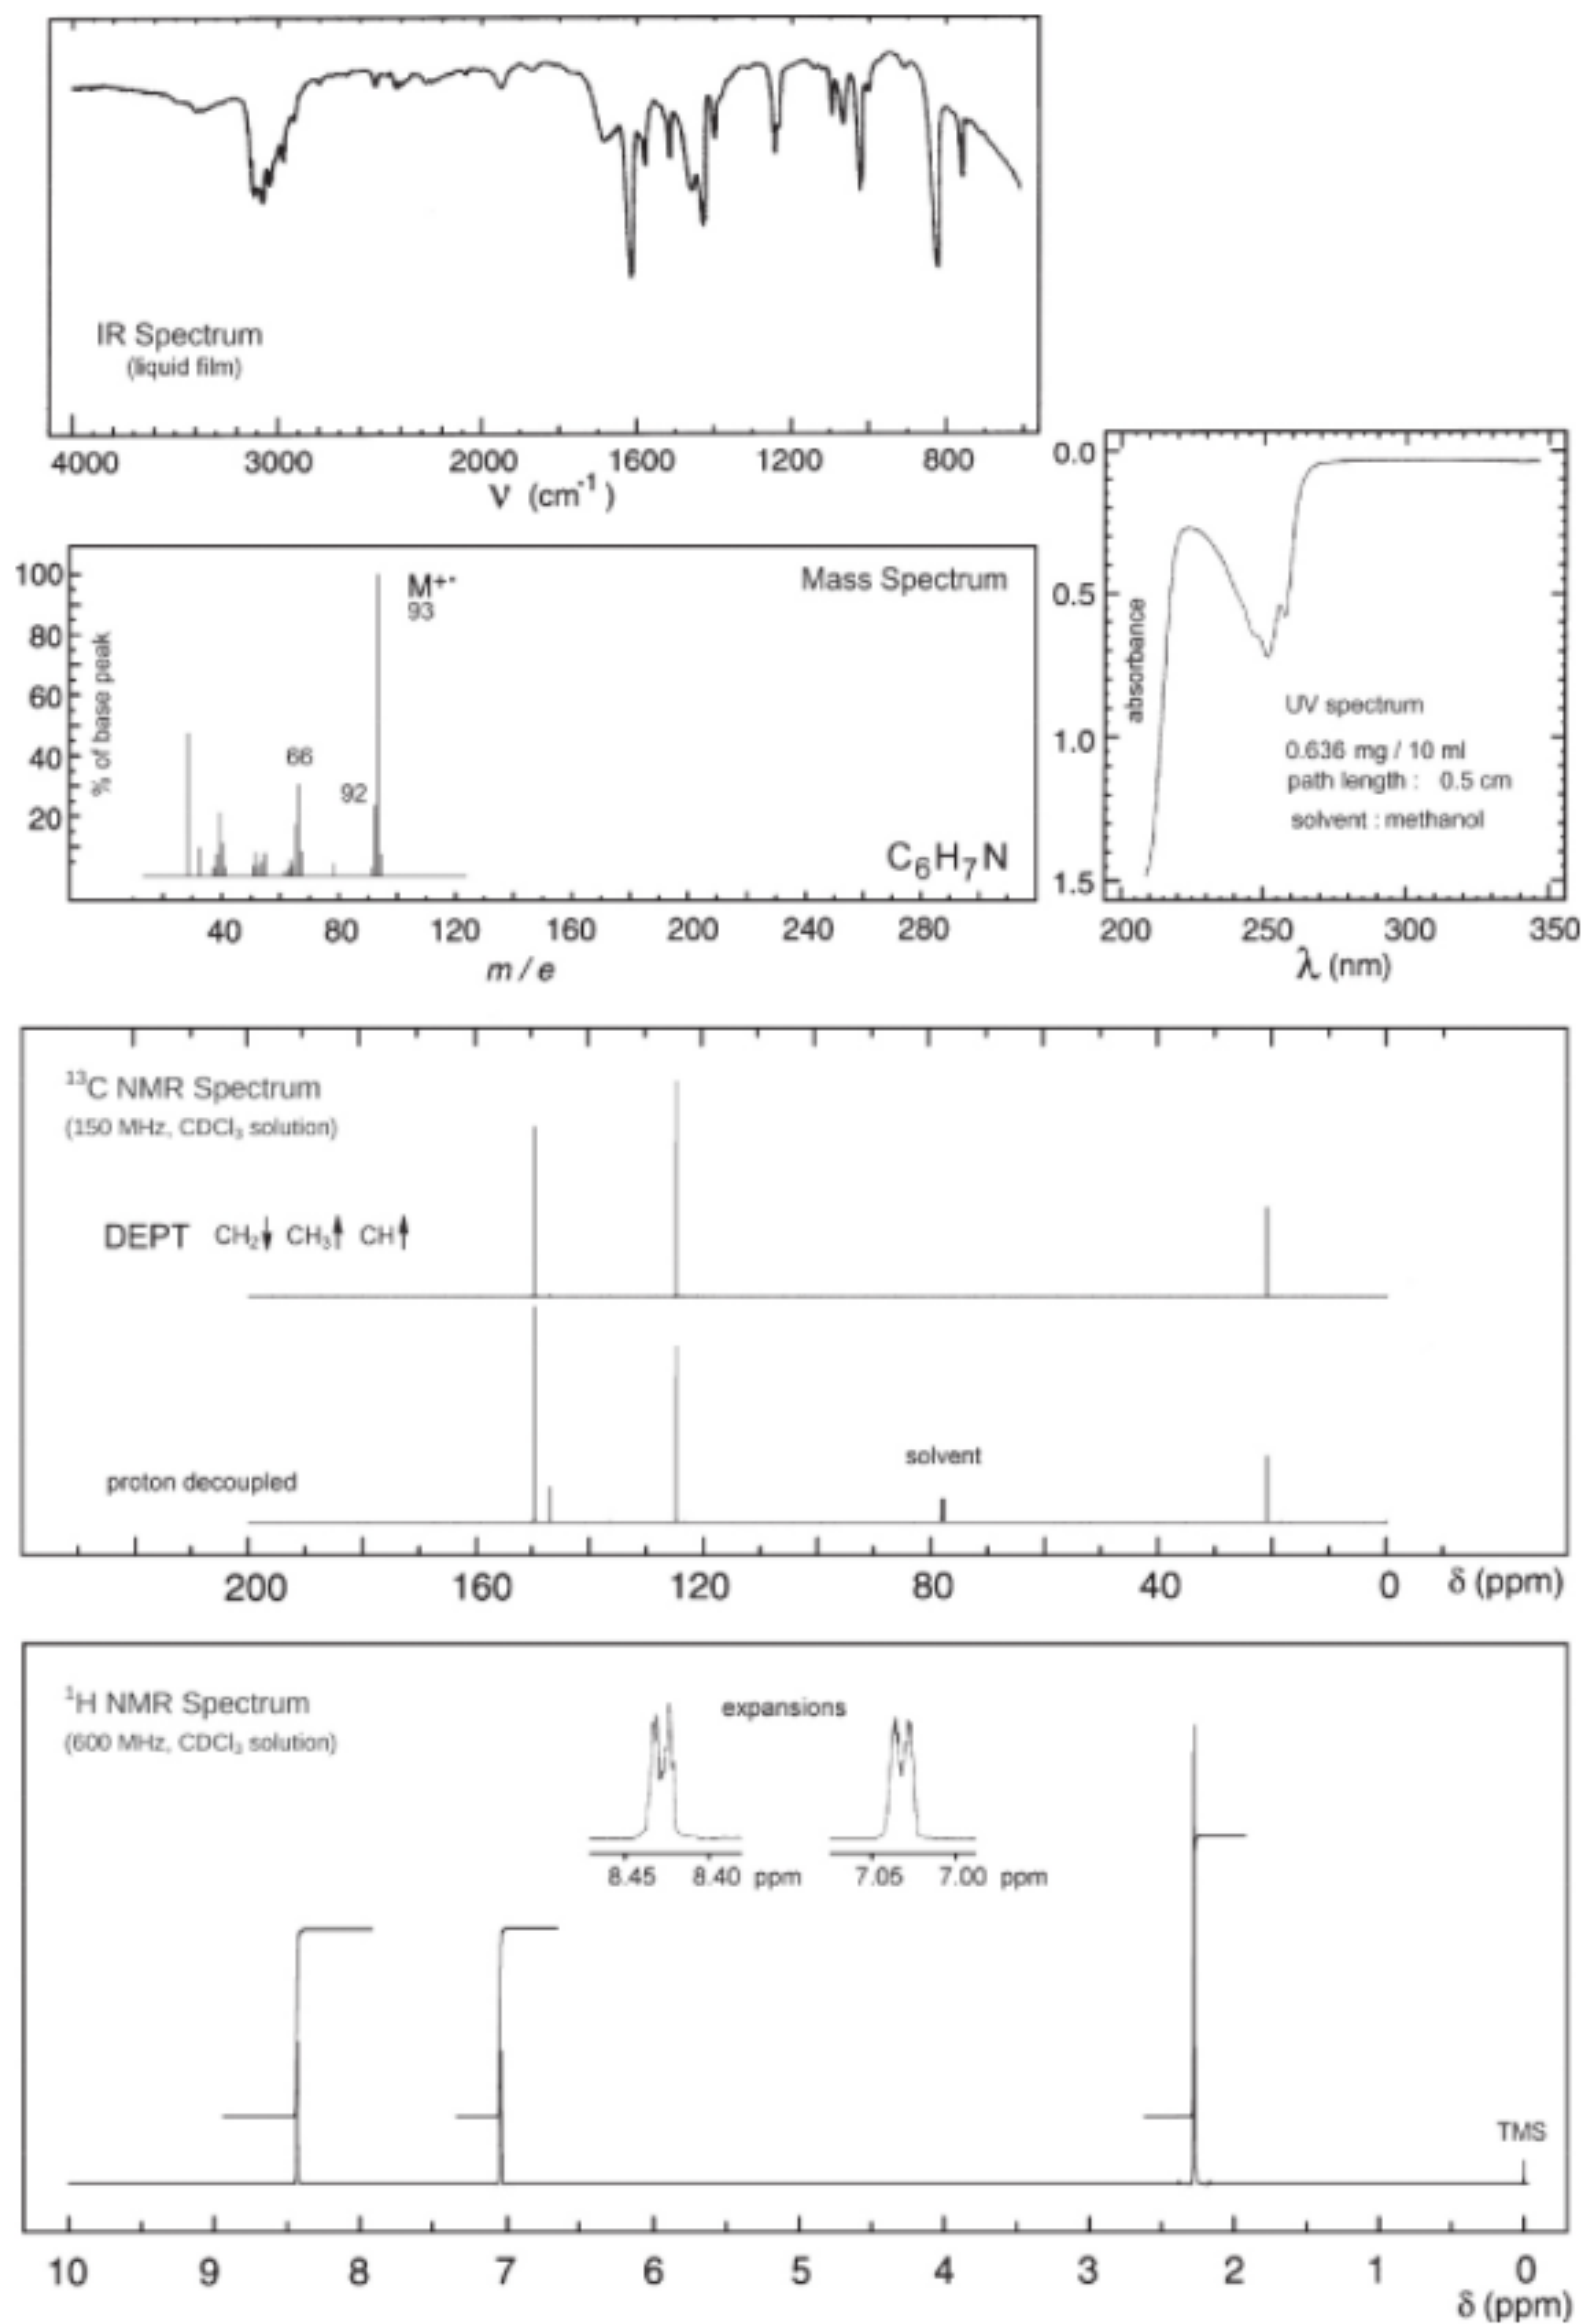 IR Spectrum
(liquid film)
4000 3000 2000 1600 1200 800
ν (cm⁻¹)
0.0
0.5
1.0
1.5
absorbance
UV spectrum
0.636 mg / 10 ml
path length : 0.5 cm
solvent : methanol
200 250 300 350
λ (nm)
100
80
60
40
20
% of base peak
Mass Spectrum
M⁺·
93
66
92
C₆H₇N
40 80 120 160 200 240 280
m / e
¹³C NMR Spectrum
(150 MHz, CDCl₃ solution)
DEPT CH₂↓ CH₃↑ CH↑
solvent
proton decoupled
200 160 120 80 40 0 δ (ppm)
¹H NMR Spectrum
(600 MHz, CDCl₃ solution)
expansions
8.45 8.40 ppm 7.05 7.00 ppm
TMS
10 9 8 7 6 5 4 3 2 1 0
δ (ppm)